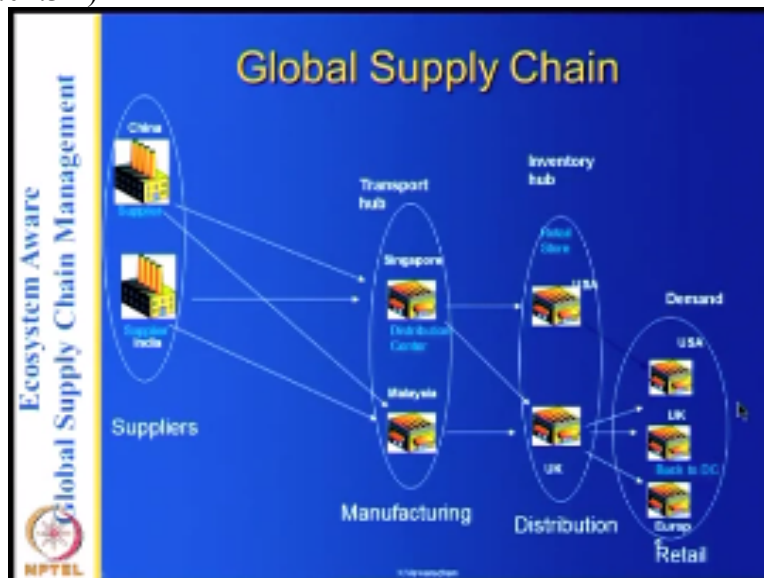 Global Supply Chain
Ecosystem Aware
Global Supply Chain Management
China
Supplier
Supplier
India
Suppliers
Transport
hub
Singapore
Distribution
Center
Malaysia
Manufacturing
Inventory
hub
Retail
Store
USA
UK
Distribution
Demand
USA
UK
Back to DC
Europ
e
Retail
NPTEL